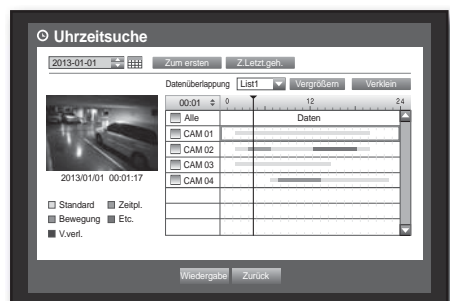 Uhrzeitsuche
2013-01-01 Zum ersten Z.Letzt.geh.
Datenüberlappung List1 Vergrößern Verklein
00:01 0 12 24
Alle Daten
CAM 01
CAM 02
CAM 03
CAM 04
2013/01/01 00:01:17
Standard Zeitpl.
Bewegung Etc.
V.verl.
Wiedergabe Zurück